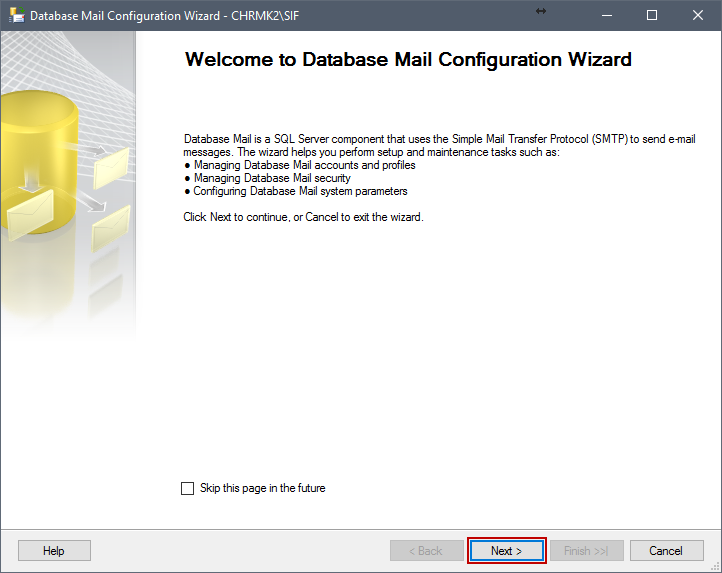 Database Mail Configuration Wizard - CHRMK2\SIF
Welcome to Database Mail Configuration Wizard
Database Mail is a SQL Server component that uses the Simple Mail Transfer Protocol (SMTP) to send e-mail
messages. The wizard helps you perform setup and maintenance tasks such as:
● Managing Database Mail accounts and profiles
● Managing Database Mail security
● Configuring Database Mail system parameters
Click Next to continue, or Cancel to exit the wizard.
Skip this page in the future
Help
< Back
Next >
Finish >>|
Cancel